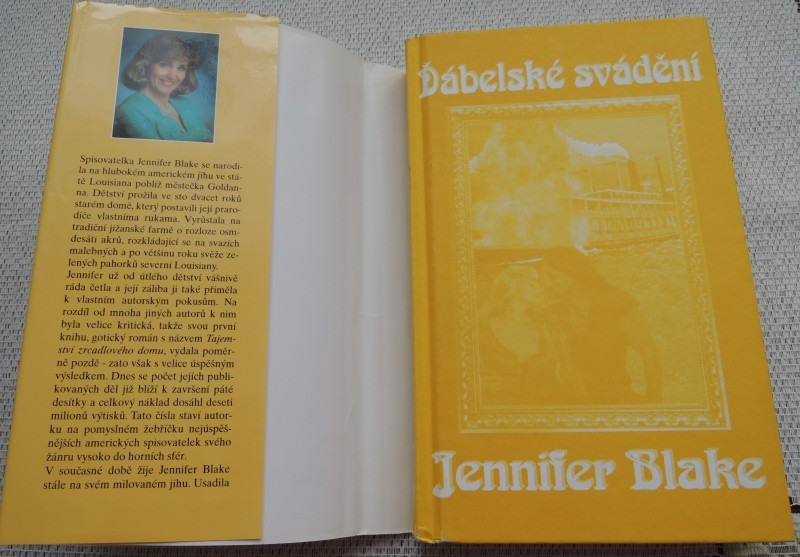 Spisovatelka Jennifer Blake se narodi-
la na hlubokém americkém jihu ve stá-
tě Louisiana poblíž městečka Goldan-
na. Dětství prožila ve sto dvacet roků
starém domě, který postavili její praro-
diče vlastníma rukama. Vyrůstala na
tradiční jižanské farmě o rozloze osm-
desáti akrů, rozkládající se na svazích
malebných a po většinu roku svěže ze-
lených pahorků severní Louisiany.
Jennifer už od útlého dětství vášnivě
ráda četla a její záliba ji také přiměla
k vlastním autorským pokusům. Na
rozdíl od mnoha jiných autorů k nim
byla velice kritická, takže svou první
knihu, gotický román s názvem Tajem-
ství zrcadlového domu, vydala poměr-
ně pozdě - zato však s velice úspěšným
výsledkem. Dnes se počet jejích publi-
kovaných děl již blíží k završení páté
desítky a celkový náklad dosáhl deseti
milionů výtisků. Tato čísla staví autor-
ku na pomyslném žebříčku nejúspěš-
nějších amerických spisovatelek svého
žánru vysoko do horních sfér.
V současné době žije Jennifer Blake
stále na svém milovaném jihu. Usadila
Ďábelské svádění
Jennifer Blake